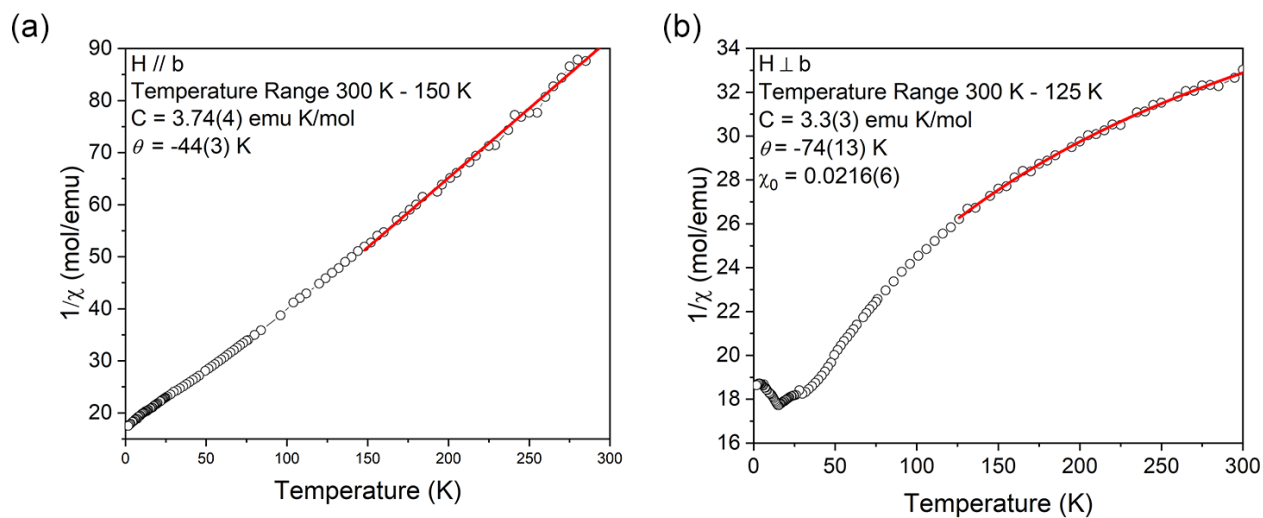 (a)
H // b
Temperature Range 300 K - 150 K
C = 3.74(4) emu K/mol
θ = -44(3) K
1/χ (mol/emu)
90
80
70
60
50
40
30
20
0 50 100 150 200 250 300
Temperature (K)
(b)
H ⊥ b
Temperature Range 300 K - 125 K
C = 3.3(3) emu K/mol
θ = -74(13) K
χ₀ = 0.0216(6)
1/χ (mol/emu)
34
32
30
28
26
24
22
20
18
16
0 50 100 150 200 250 300
Temperature (K)